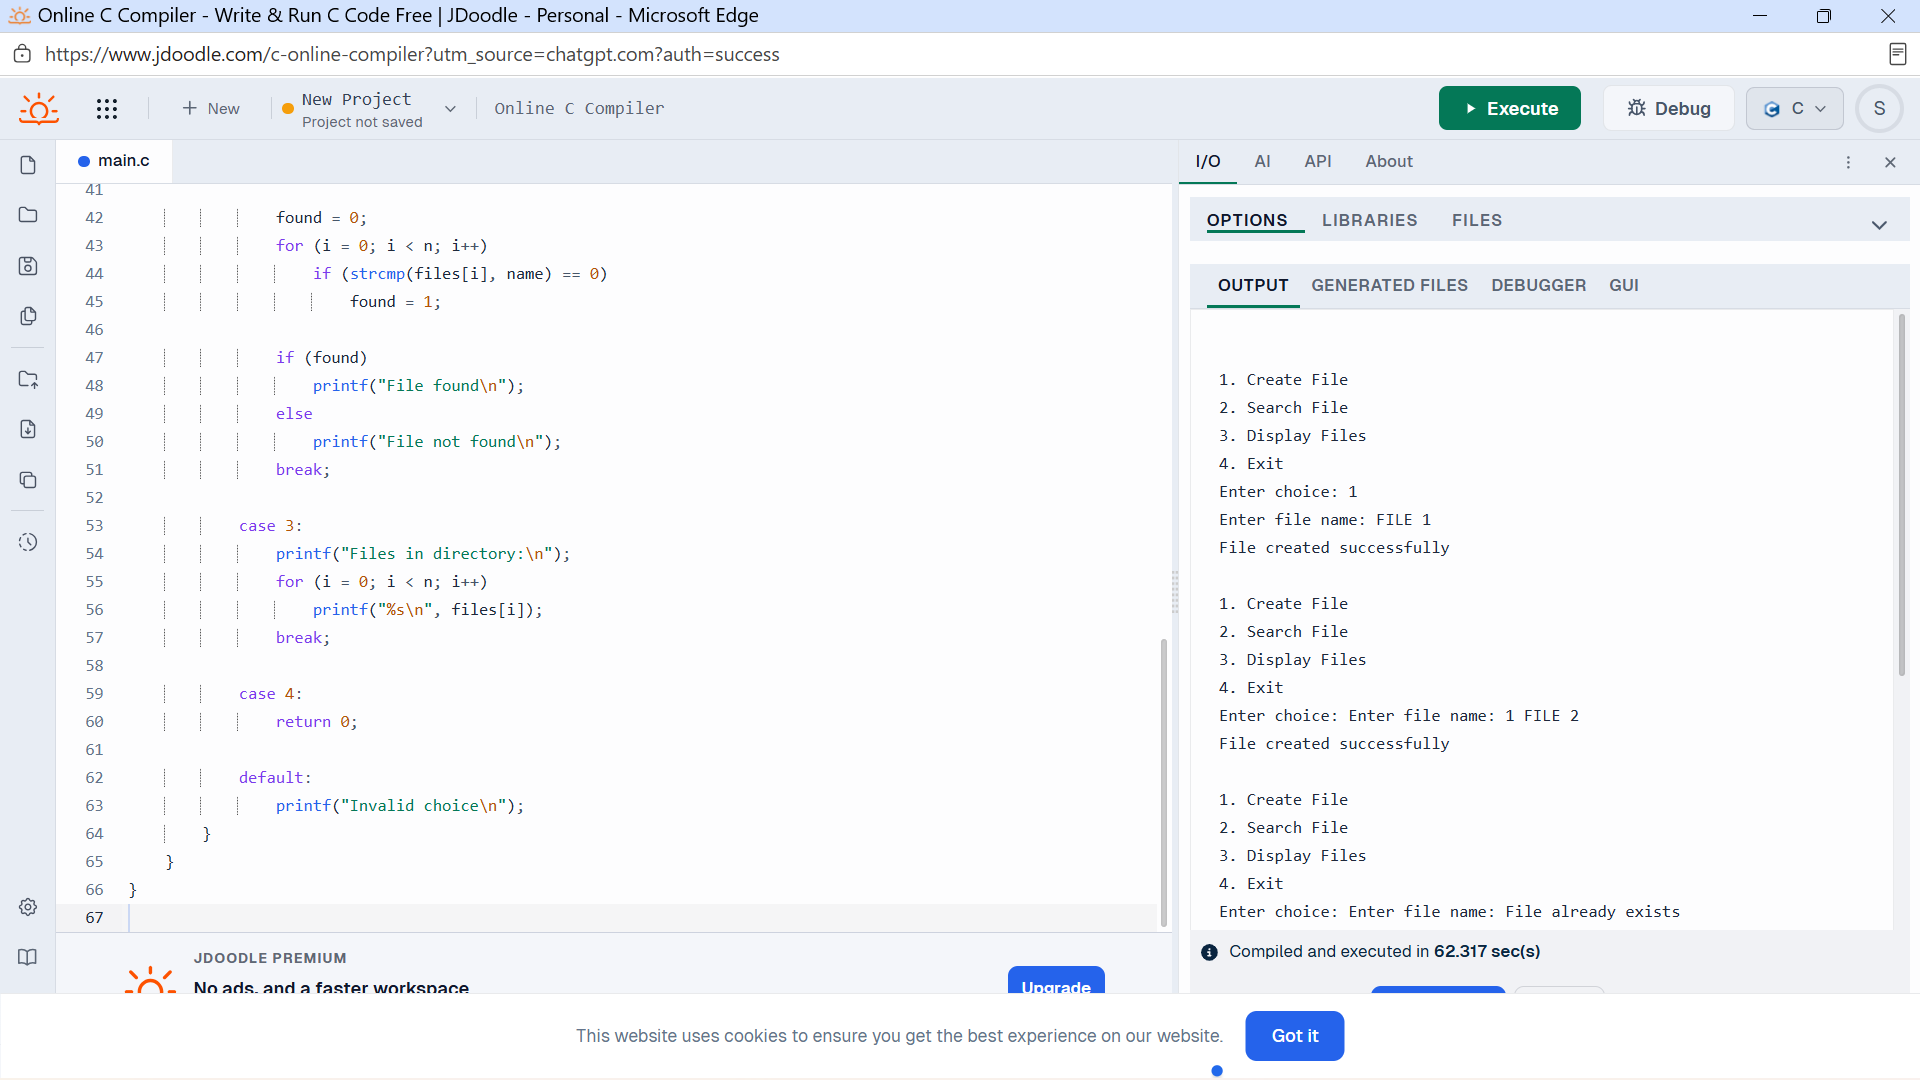 Online C Compiler - Write & Run C Code Free | JDoodle - Personal - Microsoft Edge
https://www.jdoodle.com/c-online-compiler?utm_source=chatgpt.com?auth=success
New
New Project
Project not saved
Online C Compiler
Execute
Debug
C
S
main.c
41
42 found = 0;
43 for (i = 0; i < n; i++)
44 if (strcmp(files[i], name) == 0)
45 found = 1;
46
47 if (found)
48 printf("File found\n");
49 else
50 printf("File not found\n");
51 break;
52
53 case 3:
54 printf("Files in directory:\n");
55 for (i = 0; i < n; i++)
56 printf("%s\n", files[i]);
57 break;
58
59 case 4:
60 return 0;
61
62 default:
63 printf("Invalid choice\n");
64 }
65 }
66 }
67
JDOODLE PREMIUM
No ads, and a faster workspace
Upgrade
I/O AI API About
OPTIONS LIBRARIES FILES
OUTPUT GENERATED FILES DEBUGGER GUI
1. Create File
2. Search File
3. Display Files
4. Exit
Enter choice: 1
Enter file name: FILE 1
File created successfully
1. Create File
2. Search File
3. Display Files
4. Exit
Enter choice: Enter file name: 1 FILE 2
File created successfully
1. Create File
2. Search File
3. Display Files
4. Exit
Enter choice: Enter file name: File already exists
Compiled and executed in 62.317 sec(s)
This website uses cookies to ensure you get the best experience on our website.
Got it